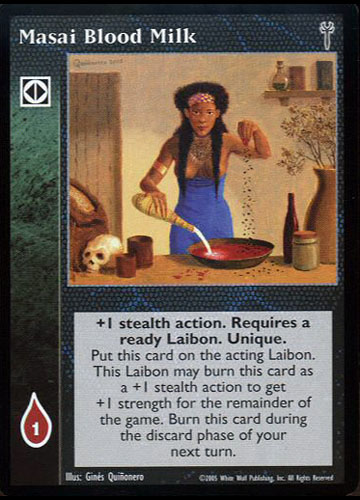 Masai Blood Milk
Quiñonero 2005
+1 stealth action. Requires a
ready Laibon. Unique.
Put this card on the acting Laibon.
This Laibon may burn this card as
a +1 stealth action to get
+1 strength for the remainder of
the game. Burn this card during
the discard phase of your
next turn.
1
Illus: Ginés Quiñonero
©2005 White Wolf Publishing, Inc. All Rights Reserved